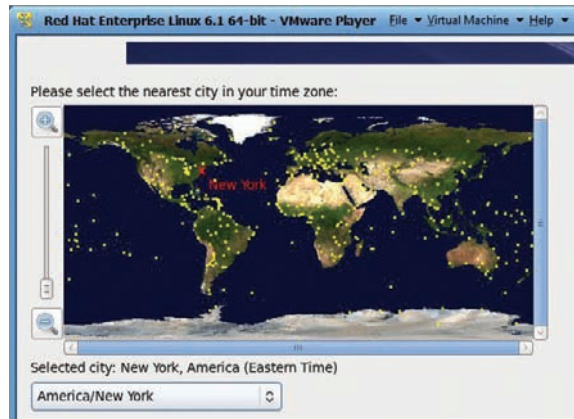 Red Hat Enterprise Linux 6.1 64-bit - VMware Player File Virtual Machine Help
Please select the nearest city in your time zone:
New York
Selected city: New York, America (Eastern Time)
America/New York